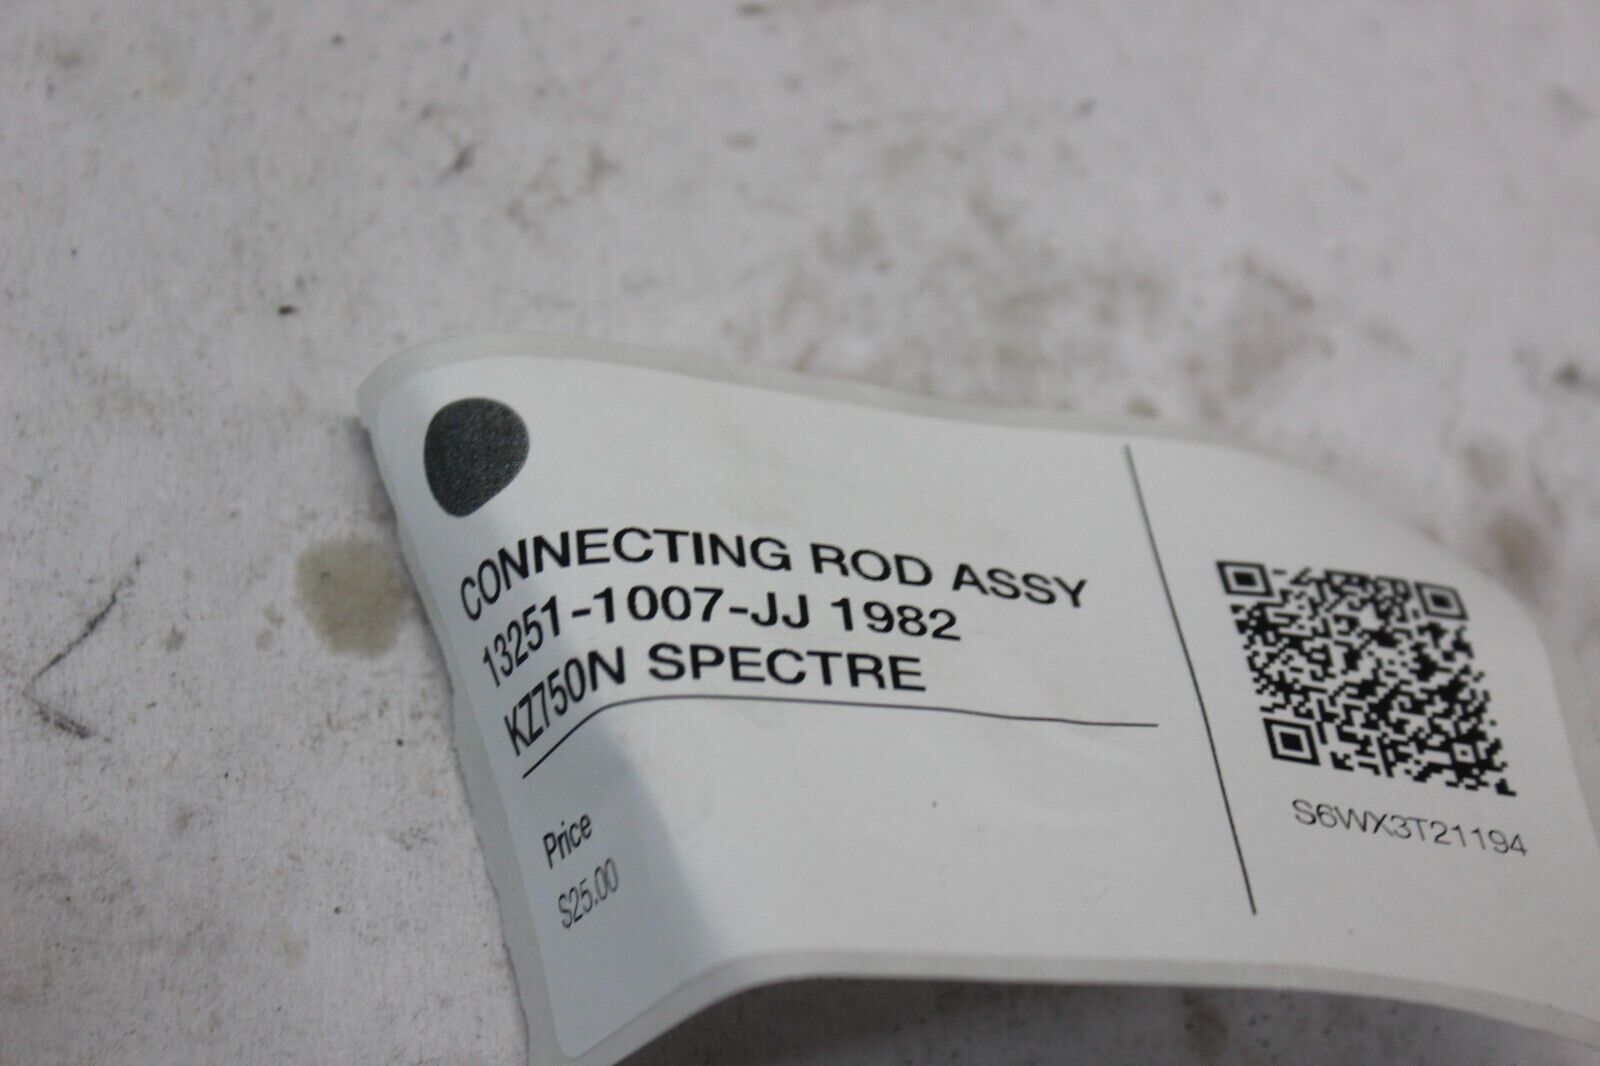 CONNECTING ROD ASSY
13251-1007-JJ 1982
KZ750N SPECTRE
Price
$25.00
S6WX3T21194